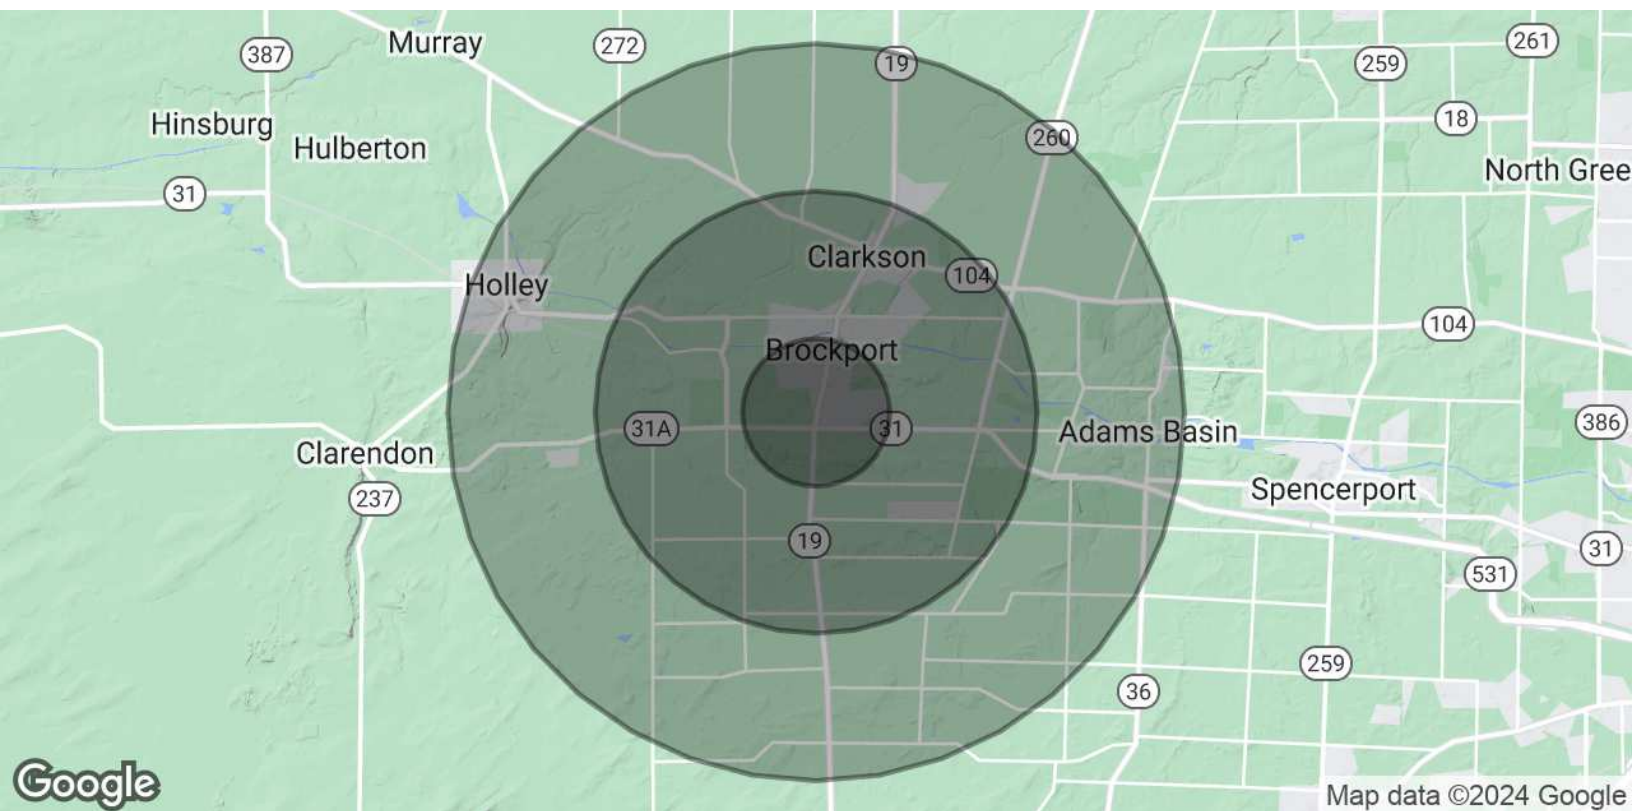 Murray
272
261
387
19
259
18
Hinsburg
260
Hulberton
North Gree
31
Clarkson
104
Holley
104
Brockport
386
31A
31
Adams Basin
Clarendon
237
Spencerport
19
31
531
259
36
Google
Map data ©2024 Google